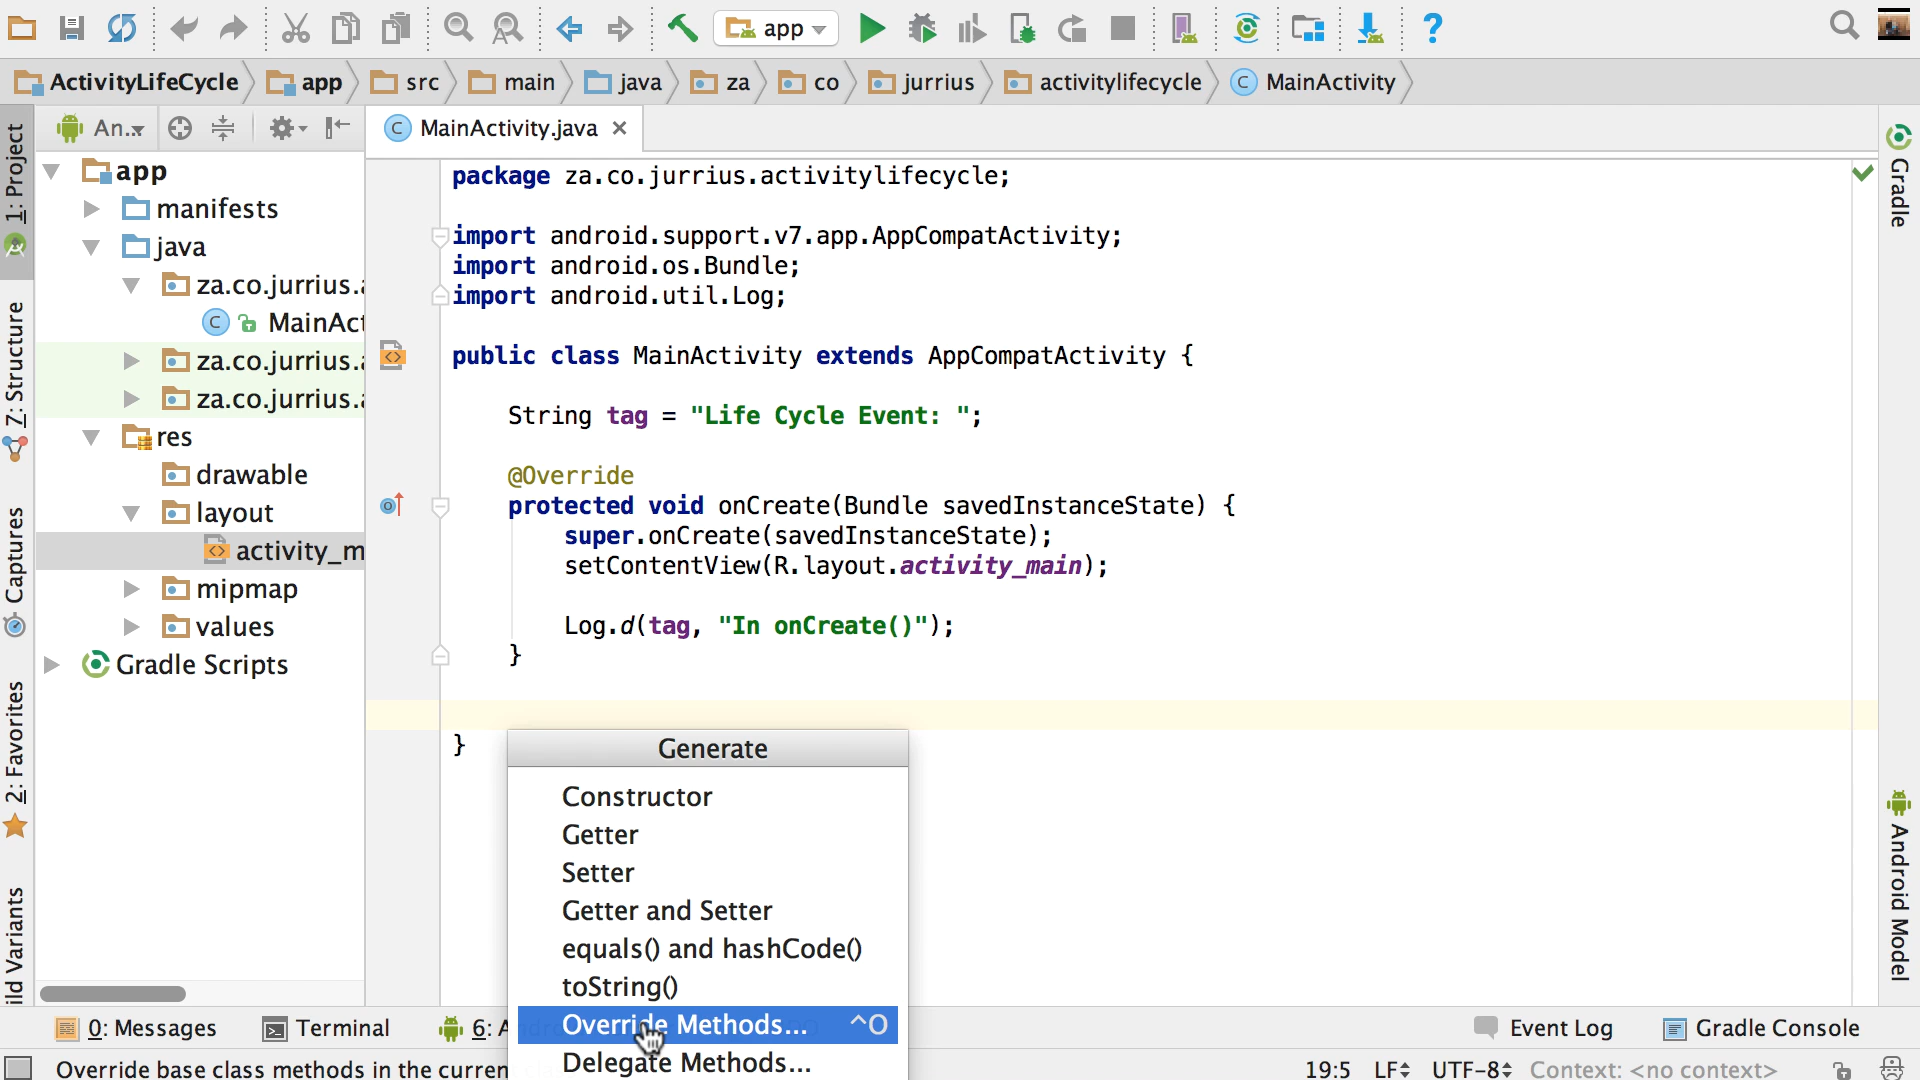 app
ActivityLifeCycle app src main java za co jurrius activitylifecycle MainActivity
An... MainActivity.java
1: Project
Z: Structure
Captures
2: Favorites
ild Variants
app
manifests
java
za.co.jurrius.a
MainAct
za.co.jurrius.a
za.co.jurrius.a
res
drawable
layout
activity_m
mipmap
values
Gradle Scripts
package za.co.jurrius.activitylifecycle;
import android.support.v7.app.AppCompatActivity;
import android.os.Bundle;
import android.util.Log;
public class MainActivity extends AppCompatActivity {
String tag = "Life Cycle Event: ";
@Override
protected void onCreate(Bundle savedInstanceState) {
super.onCreate(savedInstanceState);
setContentView(R.layout.activity_main);
Log.d(tag, "In onCreate()");
}
}
Generate
Constructor
Getter
Setter
Getter and Setter
equals() and hashCode()
toString()
Override Methods... ^O
Delegate Methods...
Gradle
Android Model
0: Messages Terminal 6: A Event Log Gradle Console
Override base class methods in the curren 19:5 LF UTF-8 Context: <no context>